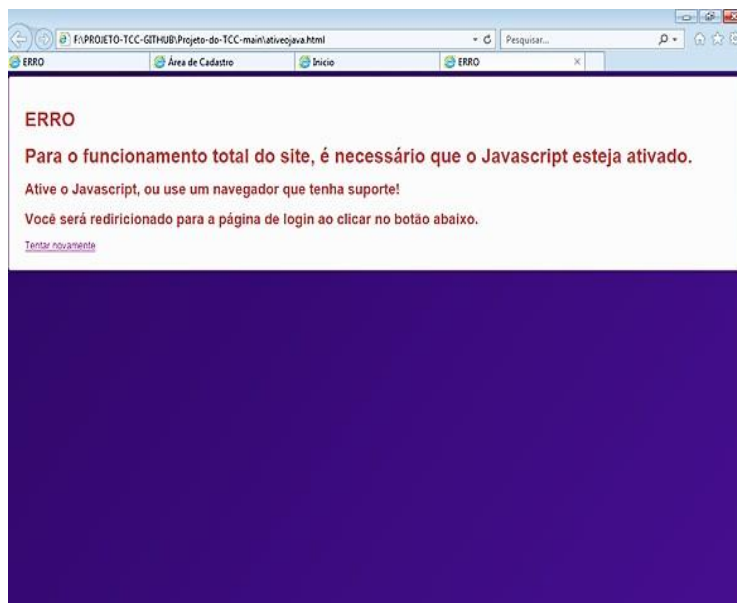 F:\PROJETO-TCC-GITHUB\Projeto-do-TCC-main\ativeojava.html
Pesquisar...
ERRO
Área de Cadastro
Inicio
ERRO
ERRO
Para o funcionamento total do site, é necessário que o Javascript esteja ativado.
Ative o Javascript, ou use um navegador que tenha suporte!
Você será rediricionado para a página de login ao clicar no botão abaixo.
Tentar novamente